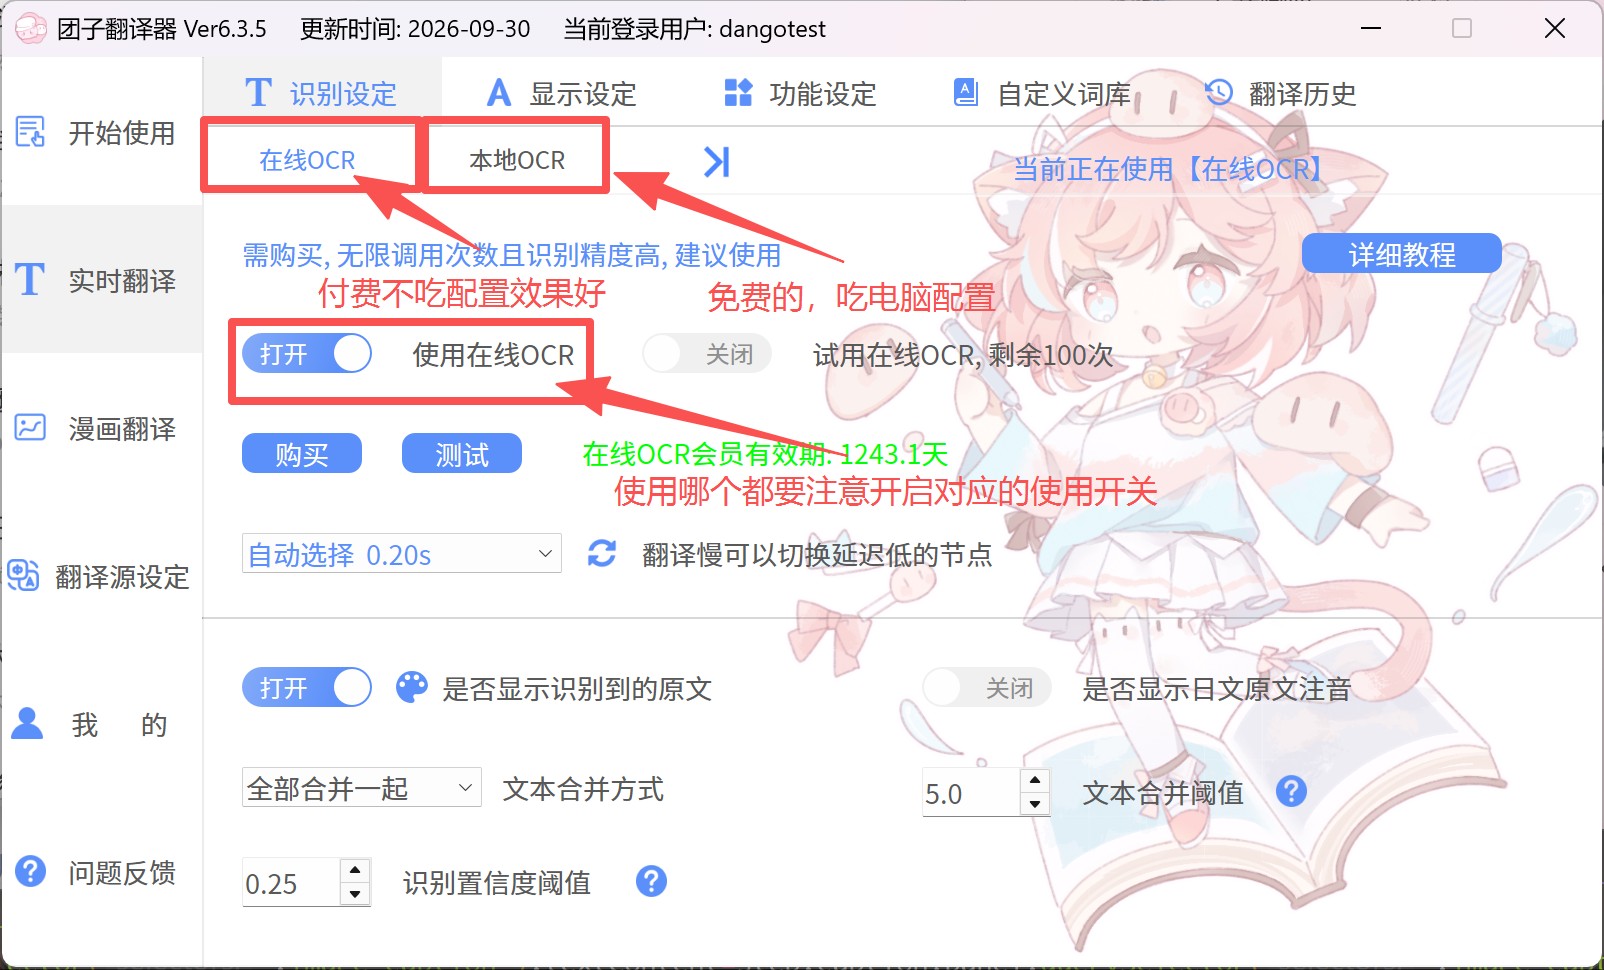 团子翻译器 Ver6.3.5 更新时间: 2026-09-30 当前登录用户: dangotest
开始使用
实时翻译
漫画翻译
翻译源设定
我 的
问题反馈
识别设定 显示设定 功能设定 自定义词库 翻译历史
在线OCR 本地OCR 当前正在使用【在线OCR】
需购买, 无限调用次数且识别精度高, 建议使用 详细教程
付费不吃配置效果好 免费的，吃电脑配置
打开 使用在线OCR 关闭 试用在线OCR, 剩余100次
购买 测试 在线OCR会员有效期: 1243.1天
使用哪个都要注意开启对应的使用开关
自动选择 0.20s 翻译慢可以切换延迟低的节点
打开 是否显示识别到的原文 关闭 是否显示日文原文注音
全部合并一起 文本合并方式 5.0 文本合并阈值
0.25 识别置信度阈值